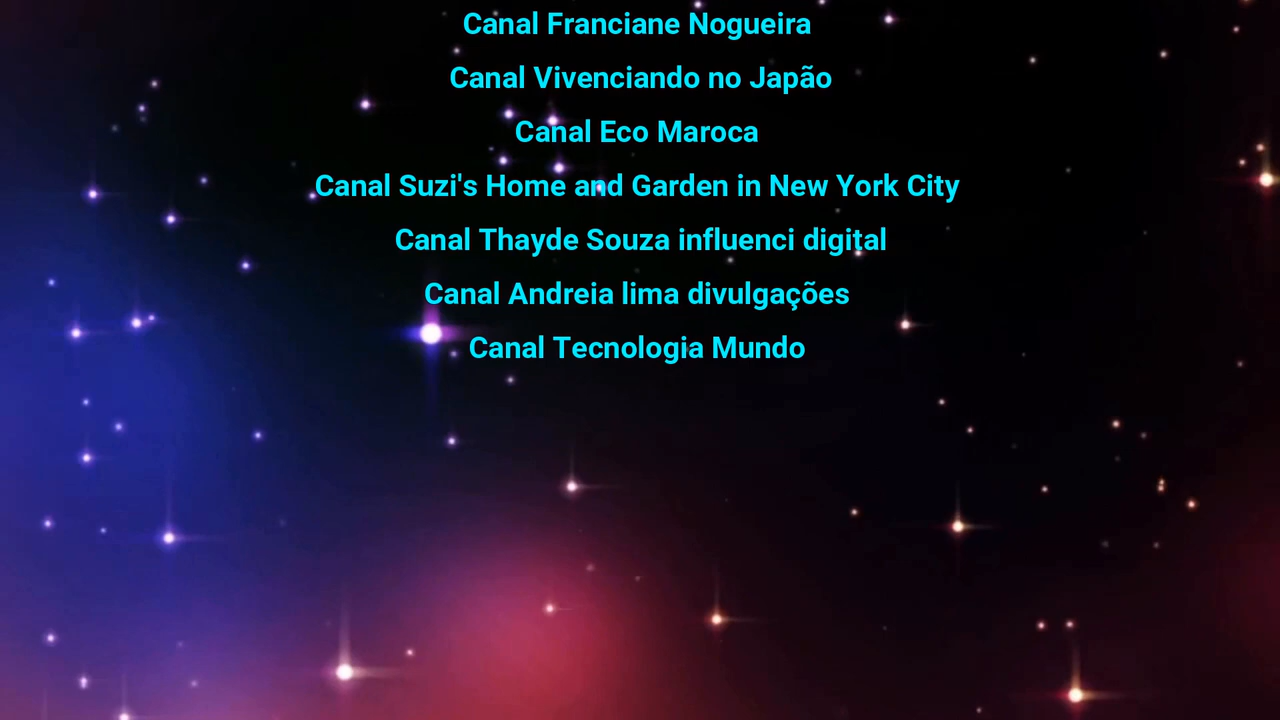 Canal Franciane Nogueira
Canal Vivenciando no Japão
Canal Eco Maroca
Canal Suzi's Home and Garden in New York City
Canal Thayde Souza influenci digital
Canal Andreia lima divulgações
Canal Tecnologia Mundo